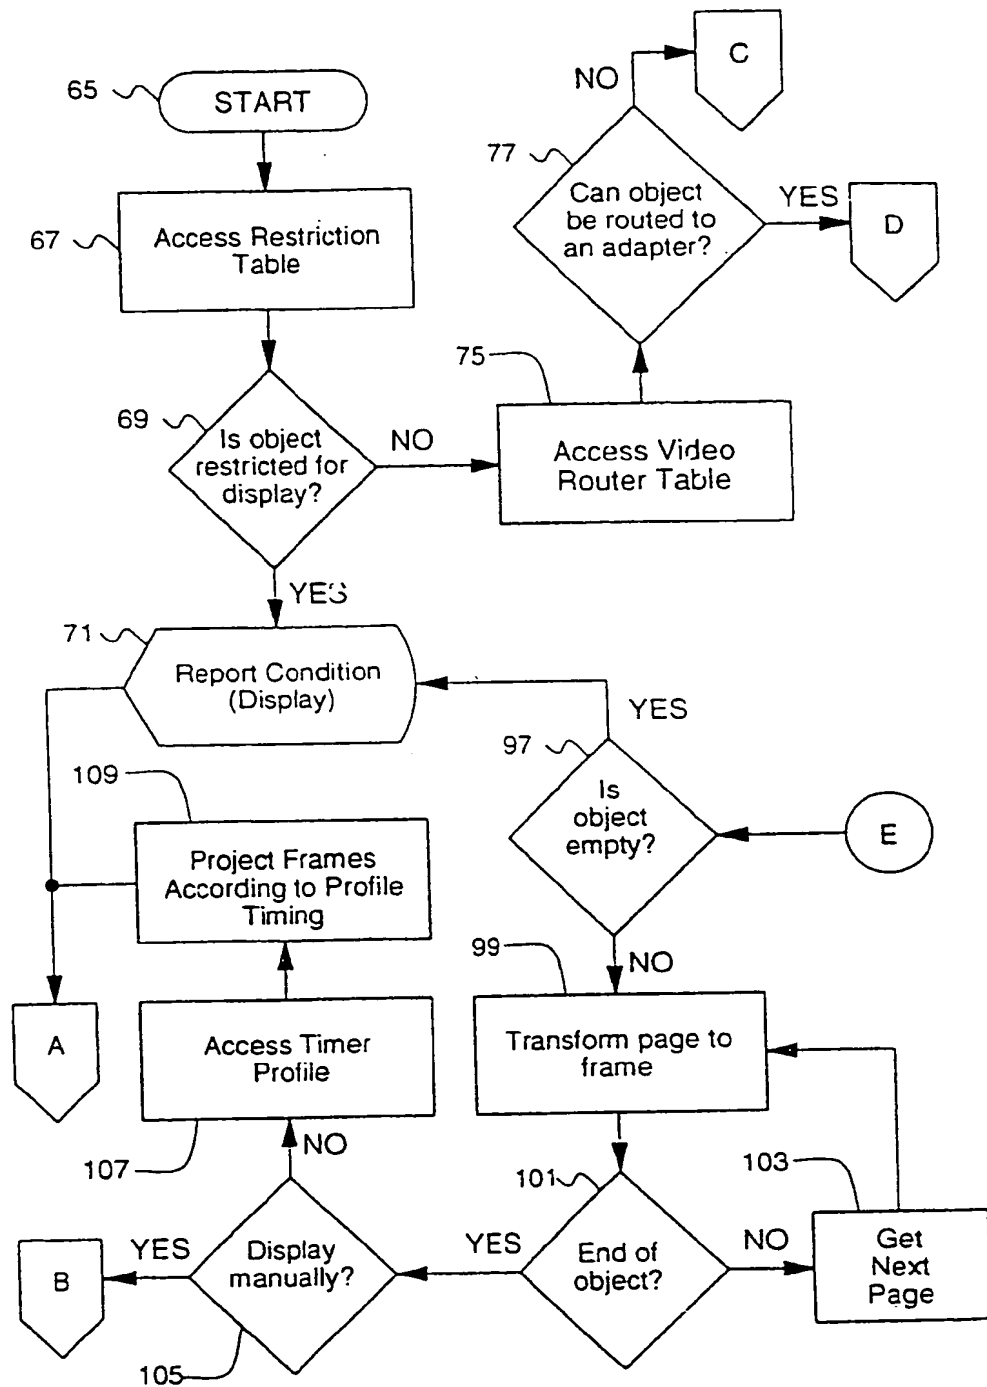 65
START
67
Access Restriction
Table
69
Is object
restricted for
display?
NO
YES
75
Access Video
Router Table
77
Can object
be routed to
an adapter?
NO
C
YES
D
71
Report Condition
(Display)
YES
97
Is
object
empty?
E
NO
99
Transform page to
frame
101
End of
object?
NO
103
Get
Next
Page
YES
Display
manually?
105
YES
B
NO
107
Access Timer
Profile
109
Project Frames
According to Profile
Timing
A